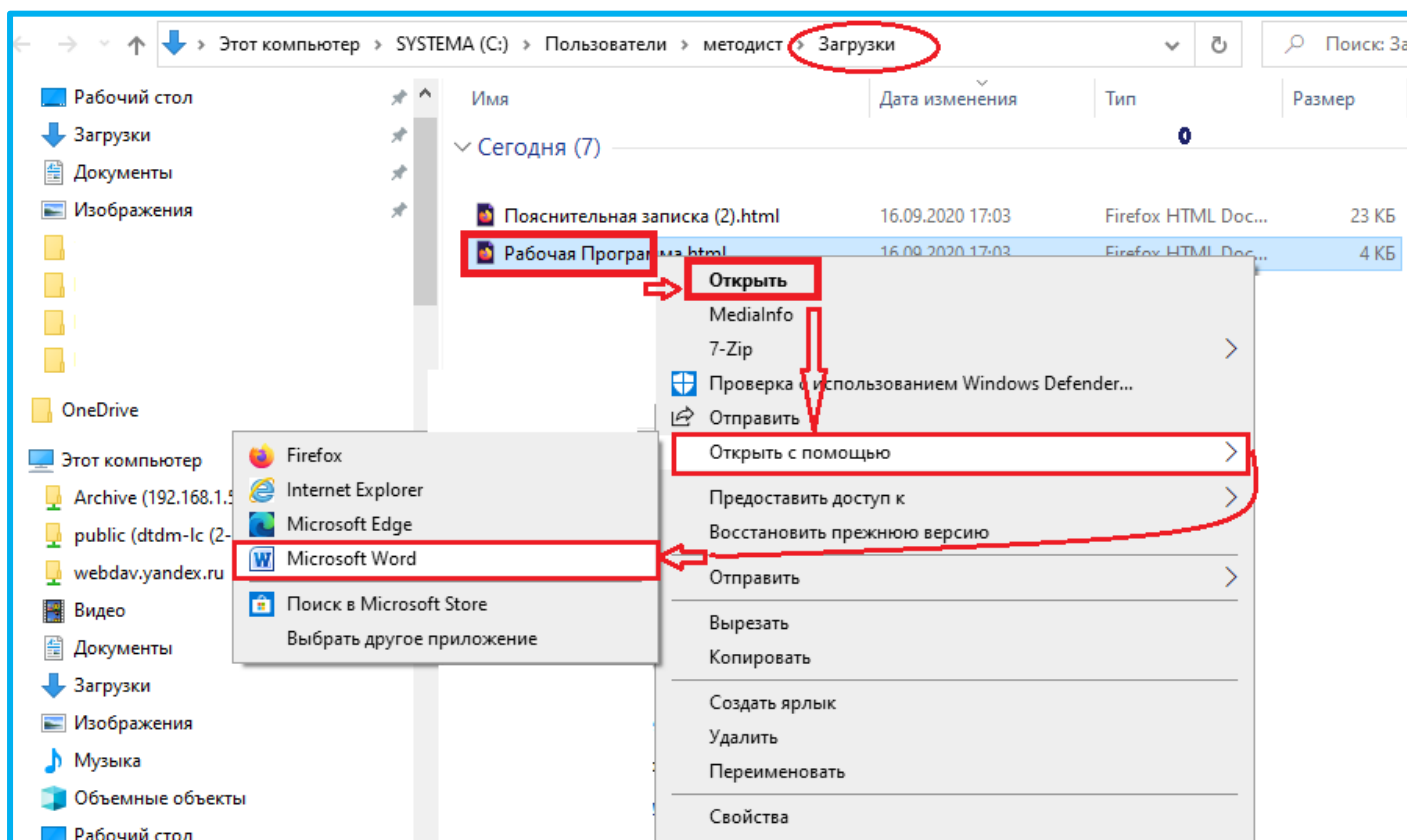 Этот компьютер > SYSTEMA (C:) > Пользователи > методист > Загрузки
Поиск: За
Рабочий стол
Загрузки
Документы
Изображения
OneDrive
Этот компьютер
Archive (192.168.1.5
public (dtdm-lc (2-
webdav.yandex.ru
Видео
Документы
Загрузки
Изображения
Музыка
Объемные объекты
Рабочий стол
Имя Дата изменения Тип Размер
Сегодня (7)
Пояснительная записка (2).html 16.09.2020 17:03 Firefox HTML Doc... 23 КБ
Рабочая Программа.html 16.09.2020 17:03 Firefox HTML Doc... 4 КБ
Открыть
MediaInfo
7-Zip
Проверка с использованием Windows Defender...
Отправить
Открыть с помощью
Предоставить доступ к
Восстановить прежнюю версию
Отправить
Вырезать
Копировать
Создать ярлык
Удалить
Переименовать
Свойства
Firefox
Internet Explorer
Microsoft Edge
Microsoft Word
Поиск в Microsoft Store
Выбрать другое приложение